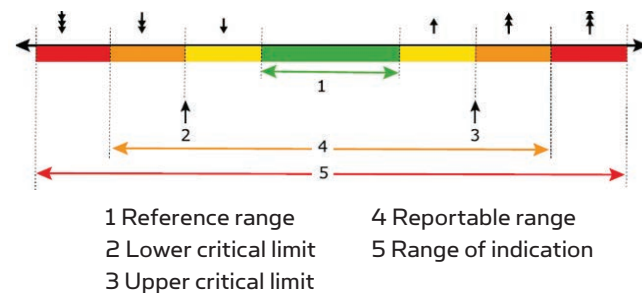 1
2 3
4
5
1 Reference range 4 Reportable range
2 Lower critical limit 5 Range of indication
3 Upper critical limit